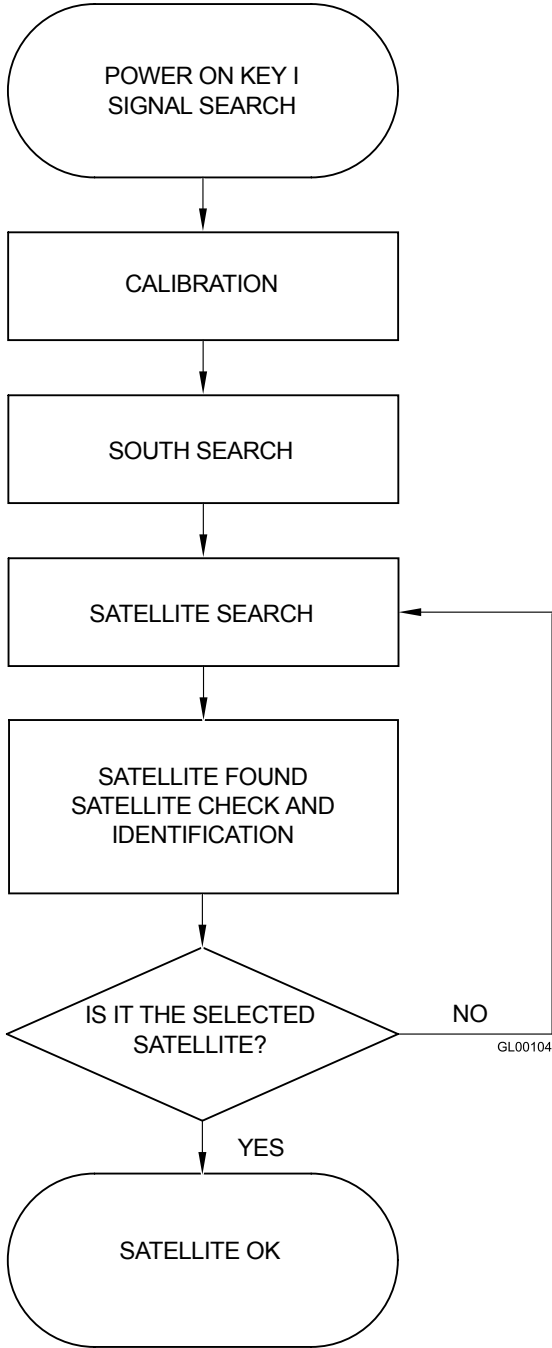 POWER ON KEY I
SIGNAL SEARCH
CALIBRATION
SOUTH SEARCH
SATELLITE SEARCH
SATELLITE FOUND
SATELLITE CHECK AND
IDENTIFICATION
IS IT THE SELECTED
SATELLITE?
NO
GL00104
YES
SATELLITE OK